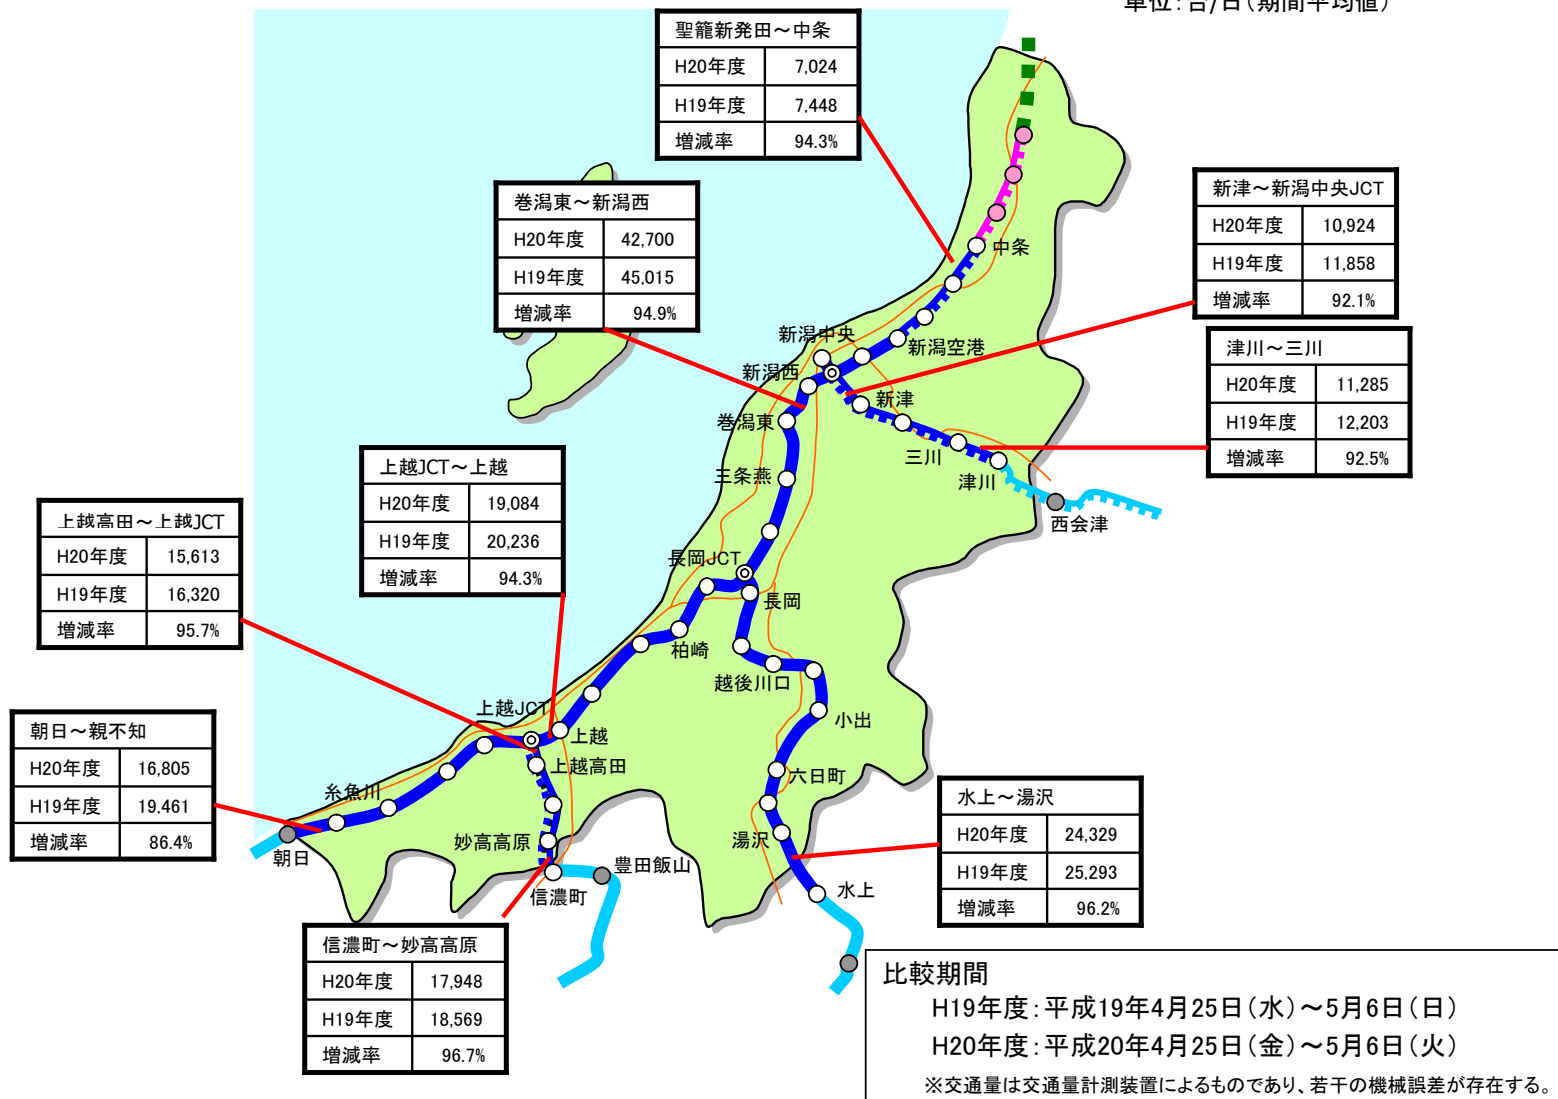 単位：台/日（期間平均値）
聖籠新発田～中条
H20年度 7,024
H19年度 7,448
増減率 94.3%
巻潟東～新潟西
H20年度 42,700
H19年度 45,015
増減率 94.9%
新津～新潟中央JCT
H20年度 10,924
H19年度 11,858
増減率 92.1%
津川～三川
H20年度 11,285
H19年度 12,203
増減率 92.5%
上越JCT～上越
H20年度 19,084
H19年度 20,236
増減率 94.3%
上越高田～上越JCT
H20年度 15,613
H19年度 16,320
増減率 95.7%
朝日～親不知
H20年度 16,805
H19年度 19,461
増減率 86.4%
水上～湯沢
H20年度 24,329
H19年度 25,293
増減率 96.2%
信濃町～妙高高原
H20年度 17,948
H19年度 18,569
増減率 96.7%
中条
新潟中央
新潟空港
新潟西
新津
巻潟東
三川
津川
三条燕
西会津
長岡JCT
長岡
柏崎
越後川口
上越JCT
上越
小出
上越高田
六日町
糸魚川
湯沢
妙高高原
朝日
豊田飯山
信濃町
水上
比較期間
H19年度：平成19年4月25日（水）～5月6日（日）
H20年度：平成20年4月25日（金）～5月6日（火）
※交通量は交通量計測装置によるものであり、若干の機械誤差が存在する。